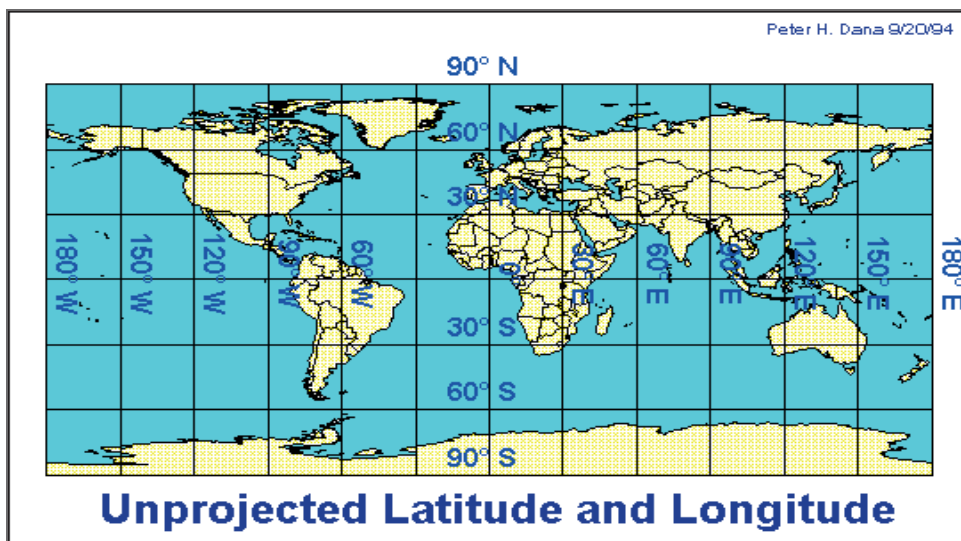 Peter H. Dana 9/20/94
90° N
60° N
30° N
180° W
150° W
120° W
90° W
60° W
0°
30° E
60° E
90° E
120° E
150° E
180° E
30° S
60° S
90° S
Unprojected Latitude and Longitude